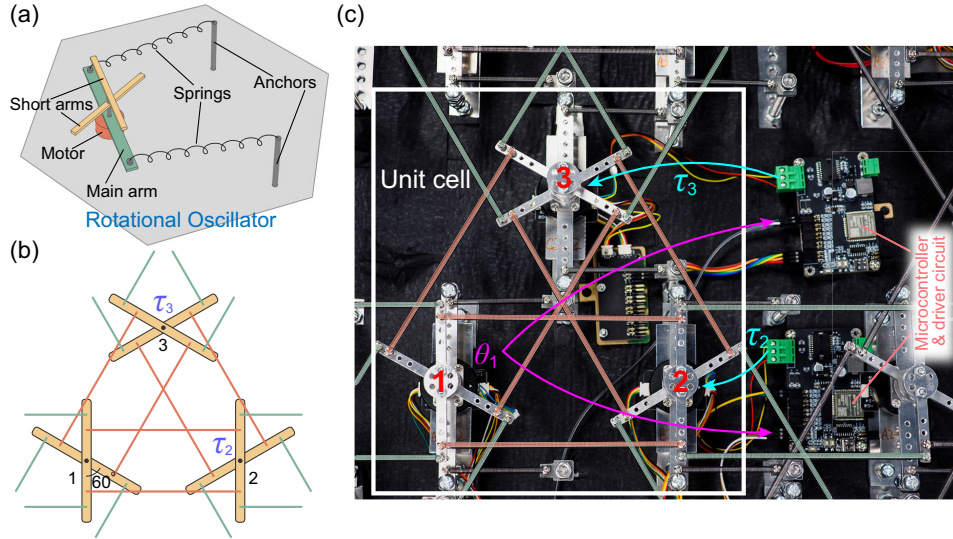 (a)
Short arms
Motor
Main arm
Springs
Anchors
Rotational Oscillator
(b)
τ3
3
1
60
τ2
2
(c)
Unit cell
3
τ3
θ1
1
2
τ2
Microcontroller
& driver circuit